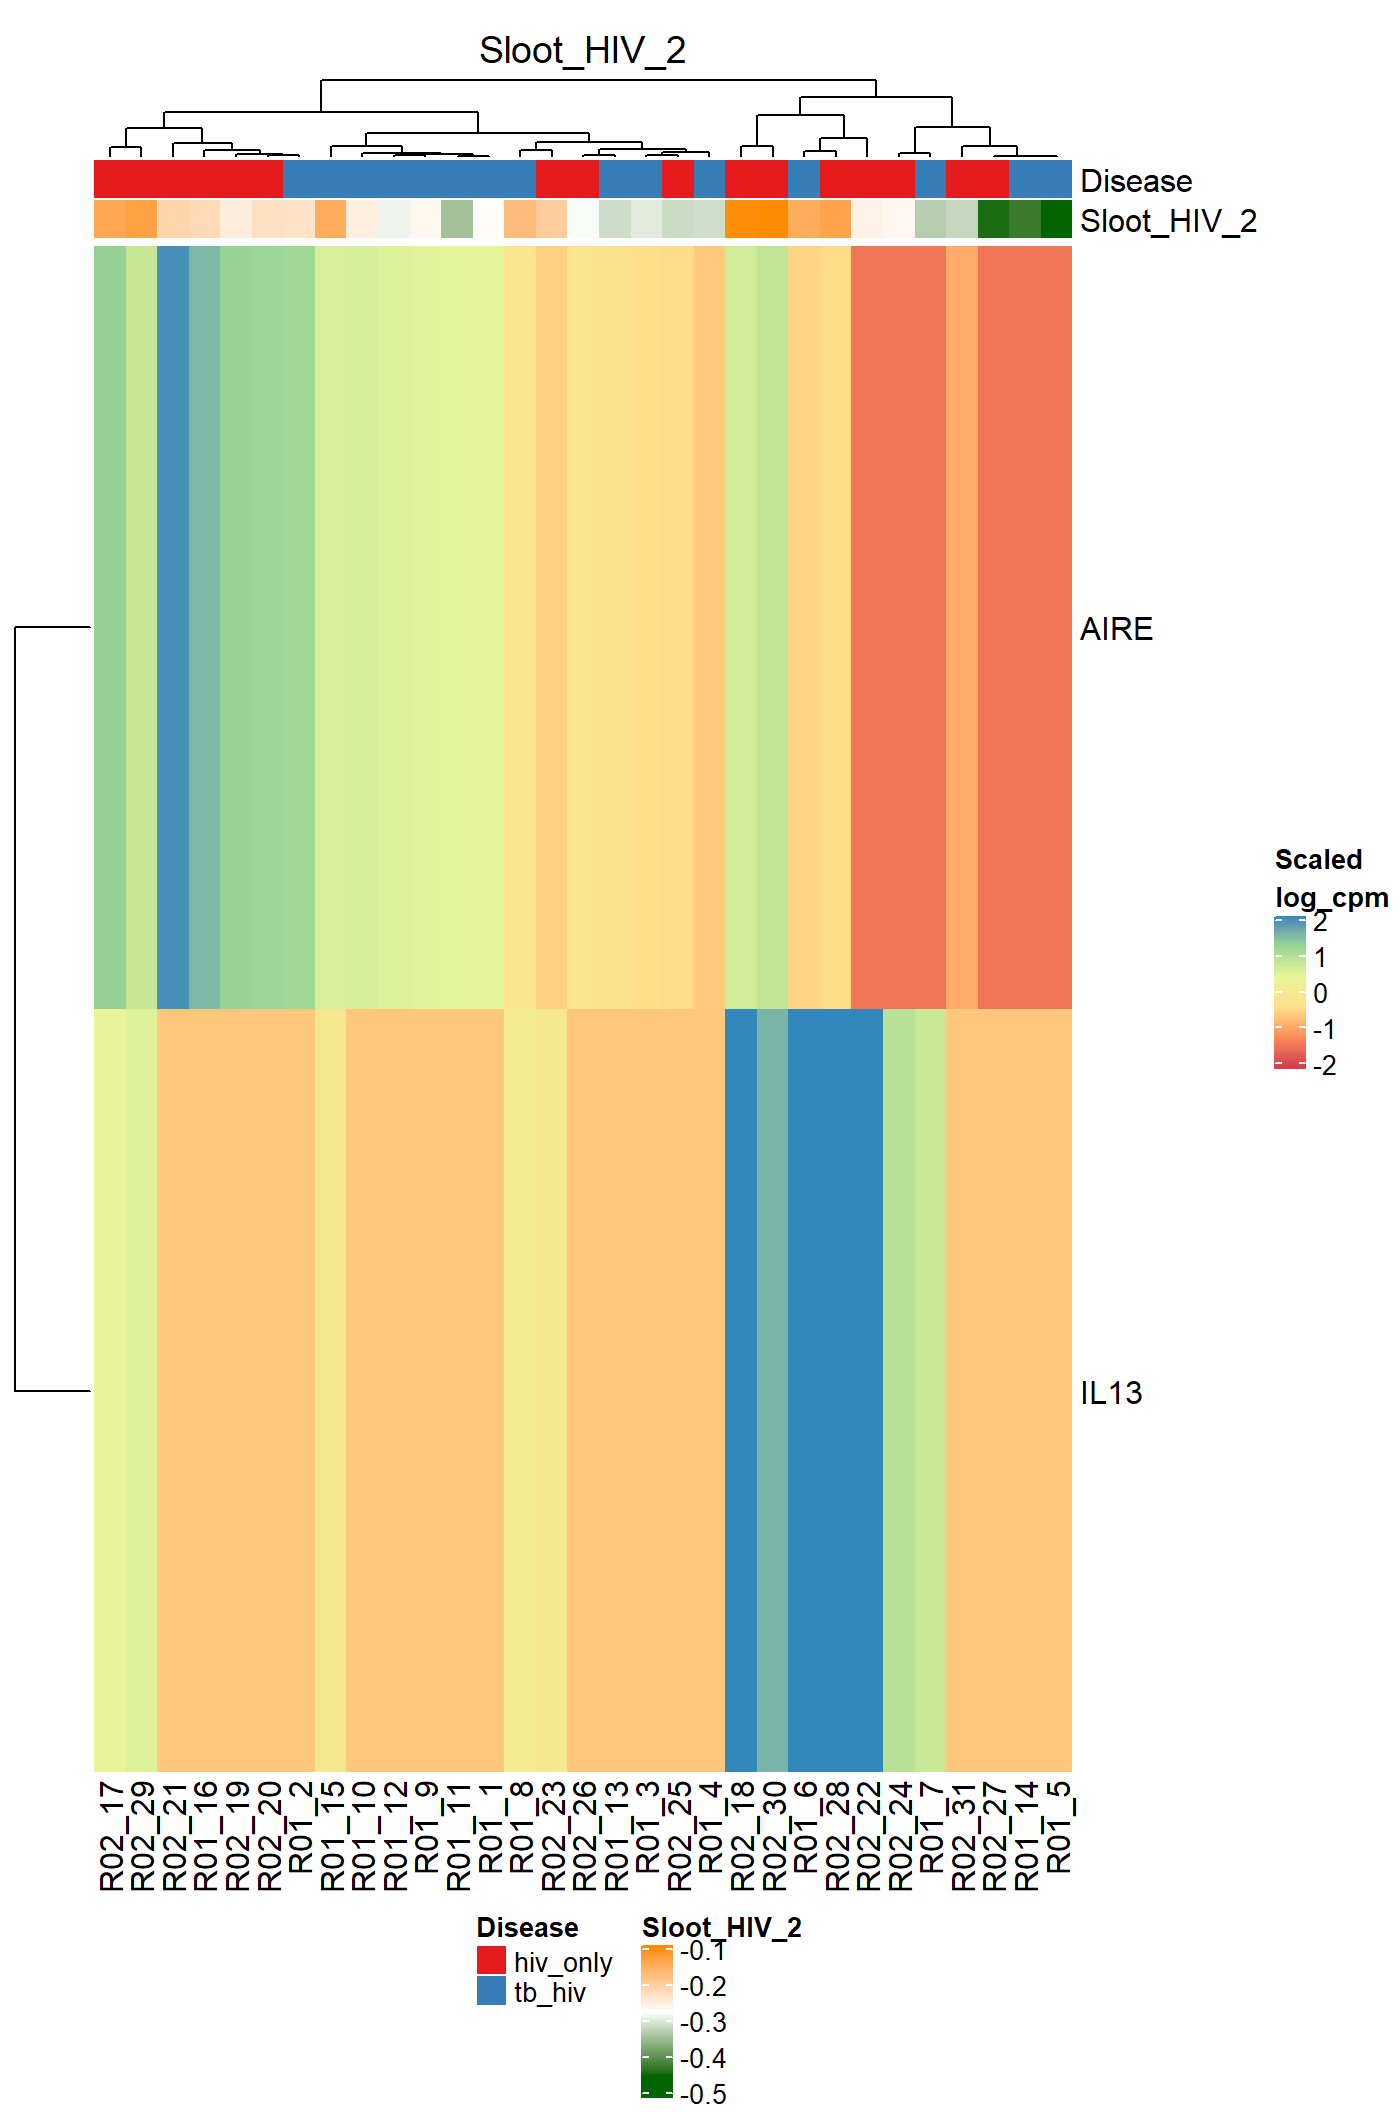 Sloot_HIV_2
Disease
Sloot_HIV_2
AIRE
IL13
Scaled
log_cpm
2
1
0
-1
-2
R02_17
R02_29
R02_21
R01_16
R02_19
R02_20
R01_2
R01_15
R01_10
R01_12
R01_9
R01_11
R01_1
R01_8
R02_23
R02_26
R01_13
R01_3
R02_25
R01_4
R02_18
R02_30
R01_6
R02_28
R02_22
R02_24
R01_7
R02_31
R02_27
R01_14
R01_5
Disease
hiv_only
tb_hiv
Sloot_HIV_2
-0.1
-0.2
-0.3
-0.4
-0.5